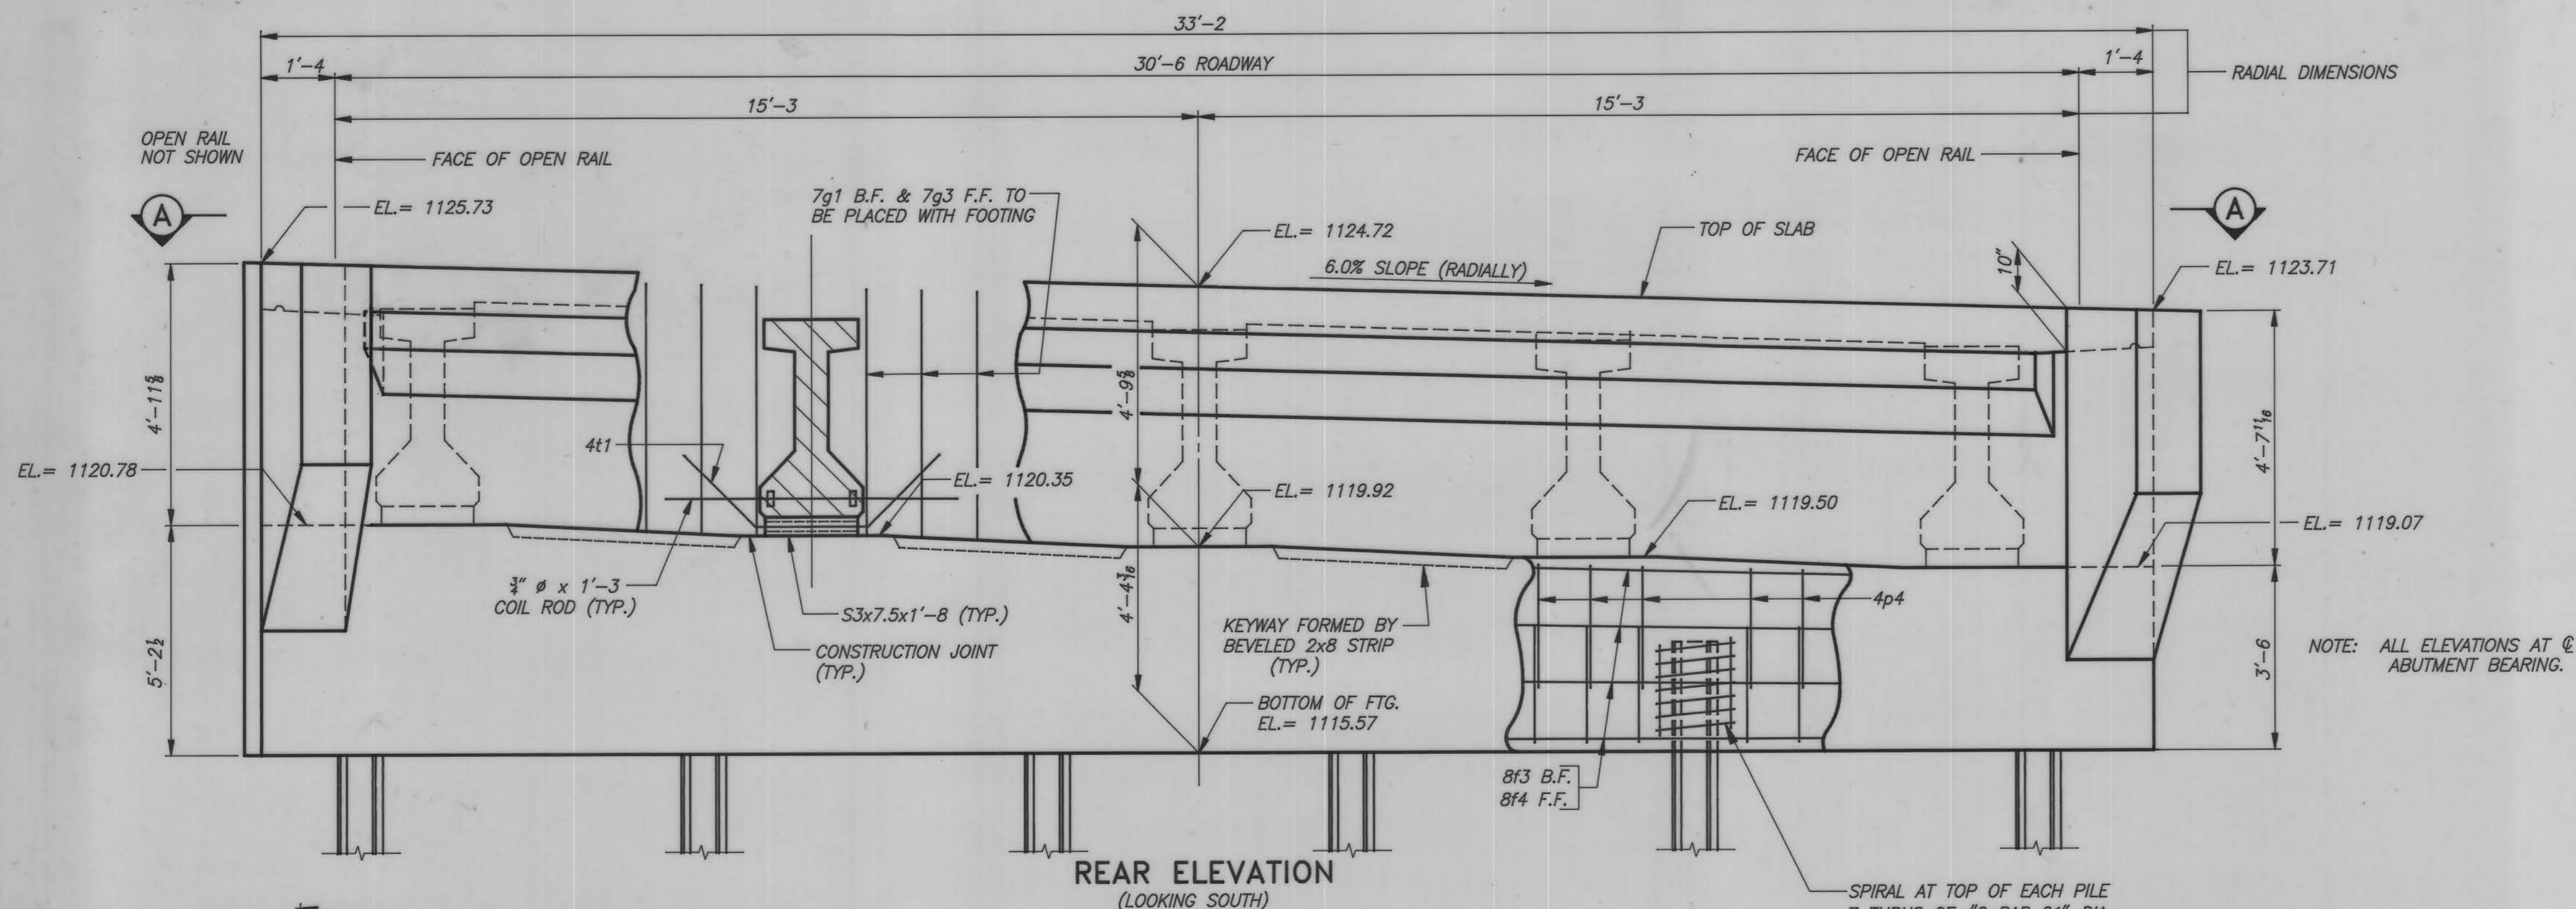 33'-2
1'-4
30'-6 ROADWAY
1'-4
RADIAL DIMENSIONS
15'-3
15'-3
OPEN RAIL
NOT SHOWN
FACE OF OPEN RAIL
FACE OF OPEN RAIL
A
EL.= 1125.73
7g1 B.F. & 7g3 F.F. TO
BE PLACED WITH FOOTING
EL.= 1124.72
TOP OF SLAB
A
6.0% SLOPE (RADIALLY)
10"
EL.= 1123.71
4'-11⅝
4'-9⅝
4'-7 11/16
4t1
EL.= 1120.78
EL.= 1120.35
EL.= 1119.92
EL.= 1119.50
EL.= 1119.07
¾" ø x 1'-3
COIL ROD (TYP.)
S3x7.5x1'-8 (TYP.)
CONSTRUCTION JOINT
(TYP.)
4'-4 3/16
KEYWAY FORMED BY
BEVELED 2x8 STRIP
(TYP.)
4p4
5'-2½
3'-6
NOTE: ALL ELEVATIONS AT ℄
ABUTMENT BEARING.
BOTTOM OF FTG.
EL.= 1115.57
8f3 B.F.
8f4 F.F.
REAR ELEVATION
(LOOKING SOUTH)
SPIRAL AT TOP OF EACH PILE